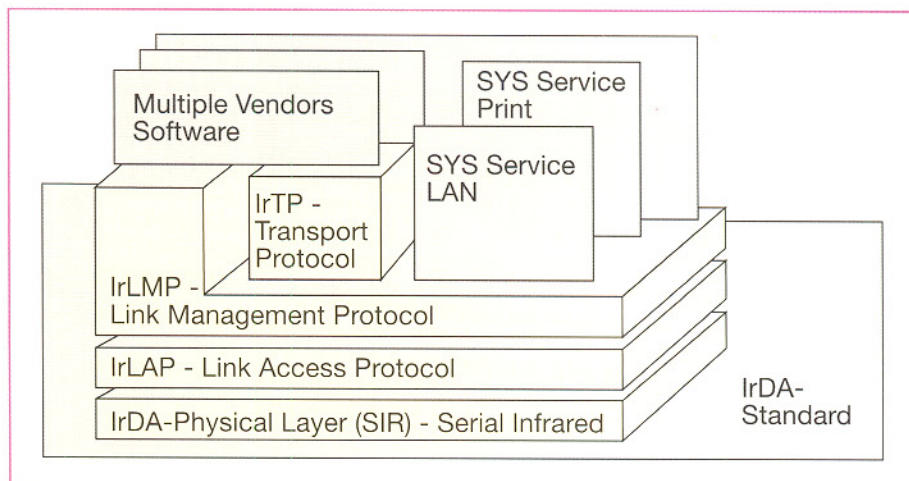 Multiple Vendors
Software
SYS Service
Print
SYS Service
LAN
IrTP -
Transport
Protocol
IrLMP -
Link Management Protocol
IrLAP - Link Access Protocol
IrDA-Physical Layer (SIR) - Serial Infrared
IrDA-
Standard